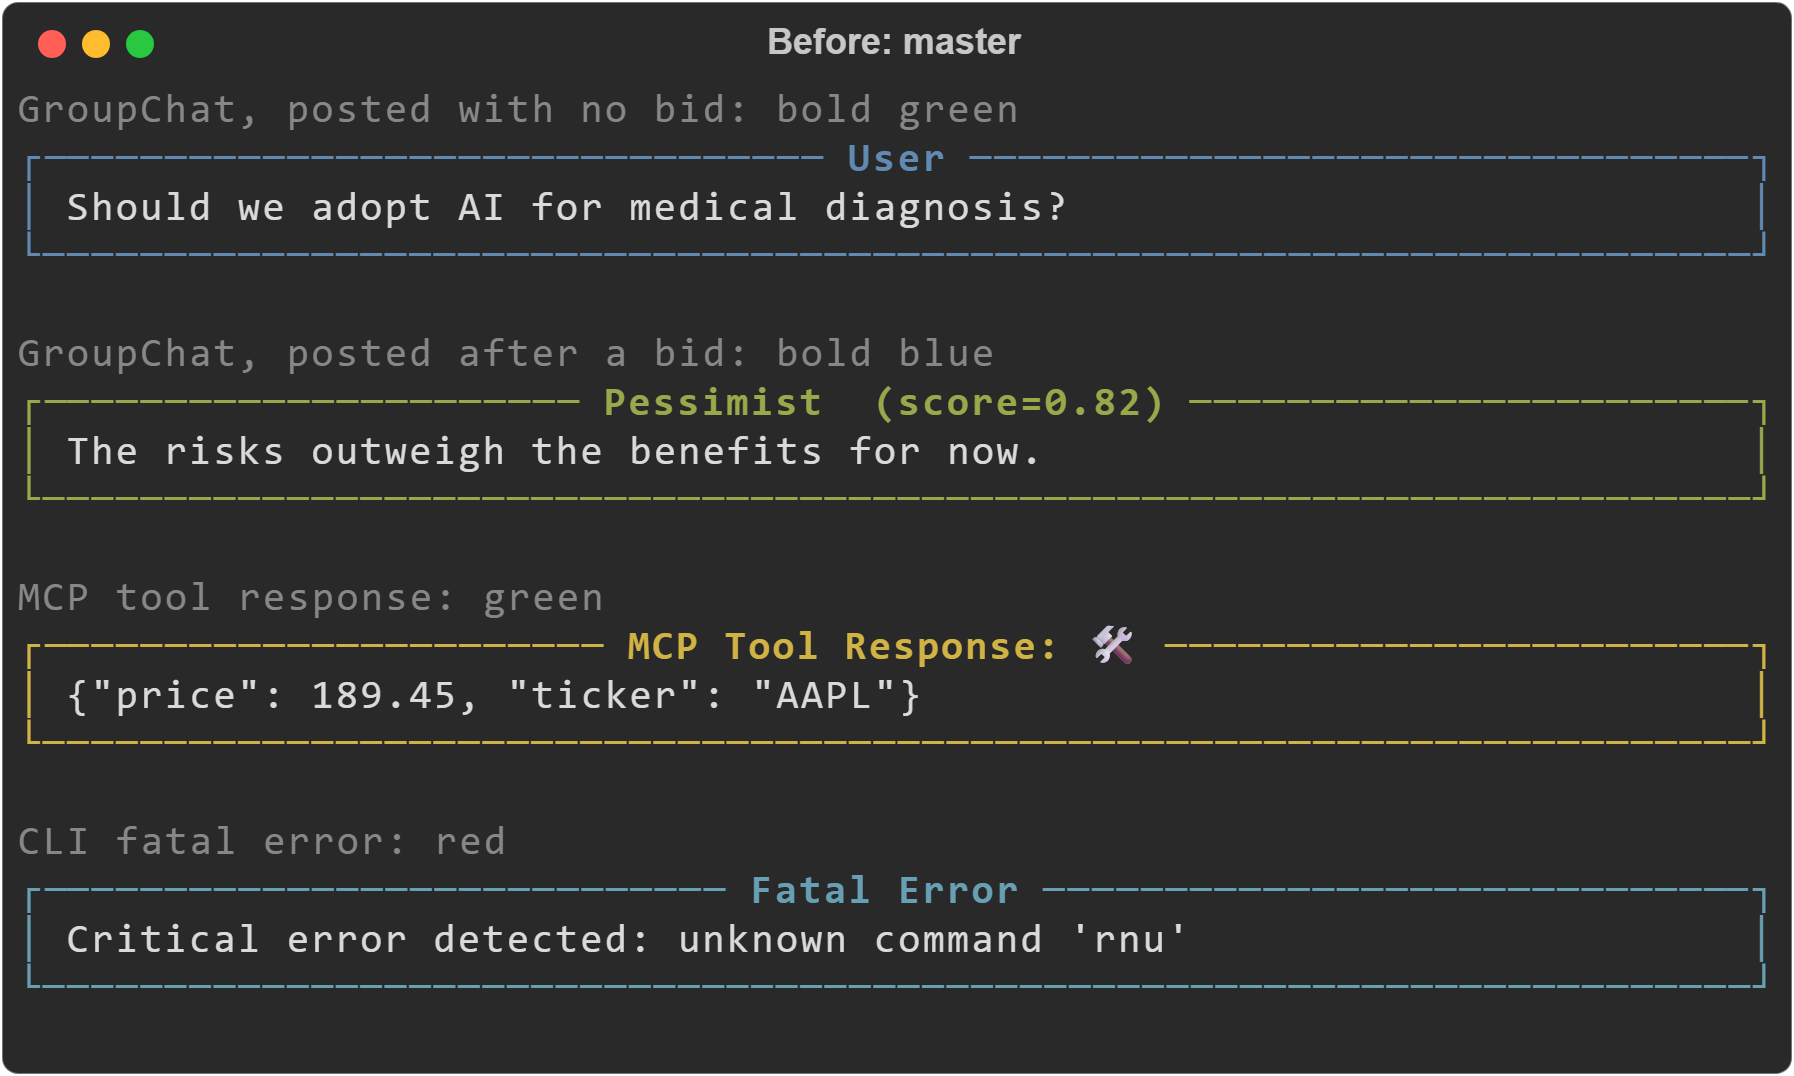 Before: master
GroupChat, posted with no bid: bold green
User
Should we adopt AI for medical diagnosis?
GroupChat, posted after a bid: bold blue
Pessimist  (score=0.82)
The risks outweigh the benefits for now.
MCP tool response: green
MCP Tool Response: 🛠️
{"price": 189.45, "ticker": "AAPL"}
CLI fatal error: red
Fatal Error
Critical error detected: unknown command 'rnu'